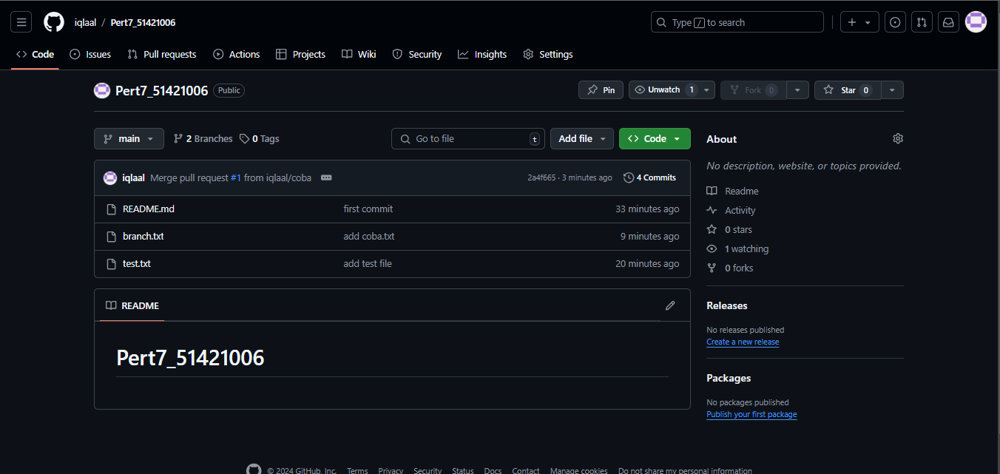 iqlaal / Pert7_51421006 Type / to search
Code Issues Pull requests Actions Projects Wiki Security Insights Settings
Pert7_51421006 Public Pin Unwatch 1 Fork 0 Star 0
main 2 Branches 0 Tags Go to file t Add file Code
iqlaal Merge pull request #1 from iqlaal/coba 2a4f665 · 3 minutes ago 4 Commits
README.md first commit 33 minutes ago
branch.txt add coba.txt 9 minutes ago
test.txt add test file 20 minutes ago
README
Pert7_51421006
About
No description, website, or topics provided.
Readme
Activity
0 stars
1 watching
0 forks
Releases
No releases published
Create a new release
Packages
No packages published
Publish your first package
© 2024 GitHub, Inc. Terms Privacy Security Status Docs Contact Manage cookies Do not share my personal information